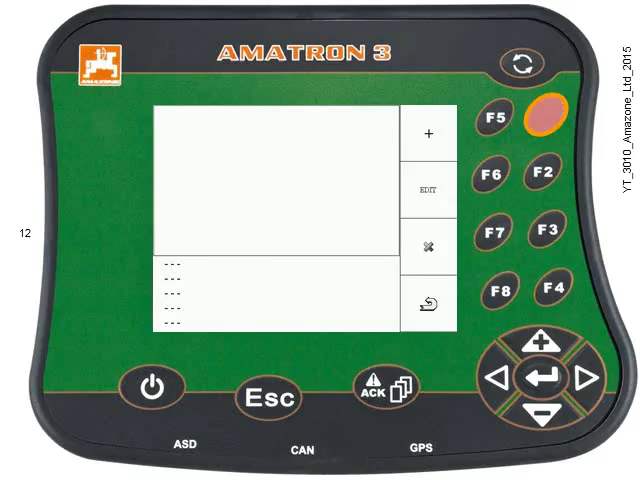 AMATRON 3
YT_3010_Amazone_Ltd_2015
F5
+
EDIT
F6
F2
F7
F3
12
F8
F4
---
---
---
---
---
Esc
ACK
ASD
CAN
GPS